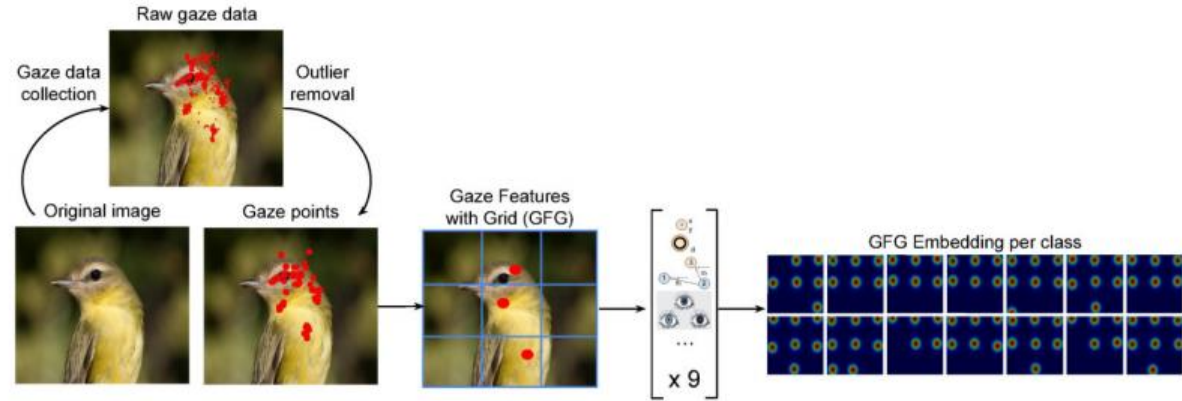 Raw gaze data
Gaze data
collection
Outlier
removal
Original image
Gaze points
Gaze Features
with Grid (GFG)
...
x 9
GFG Embedding per class